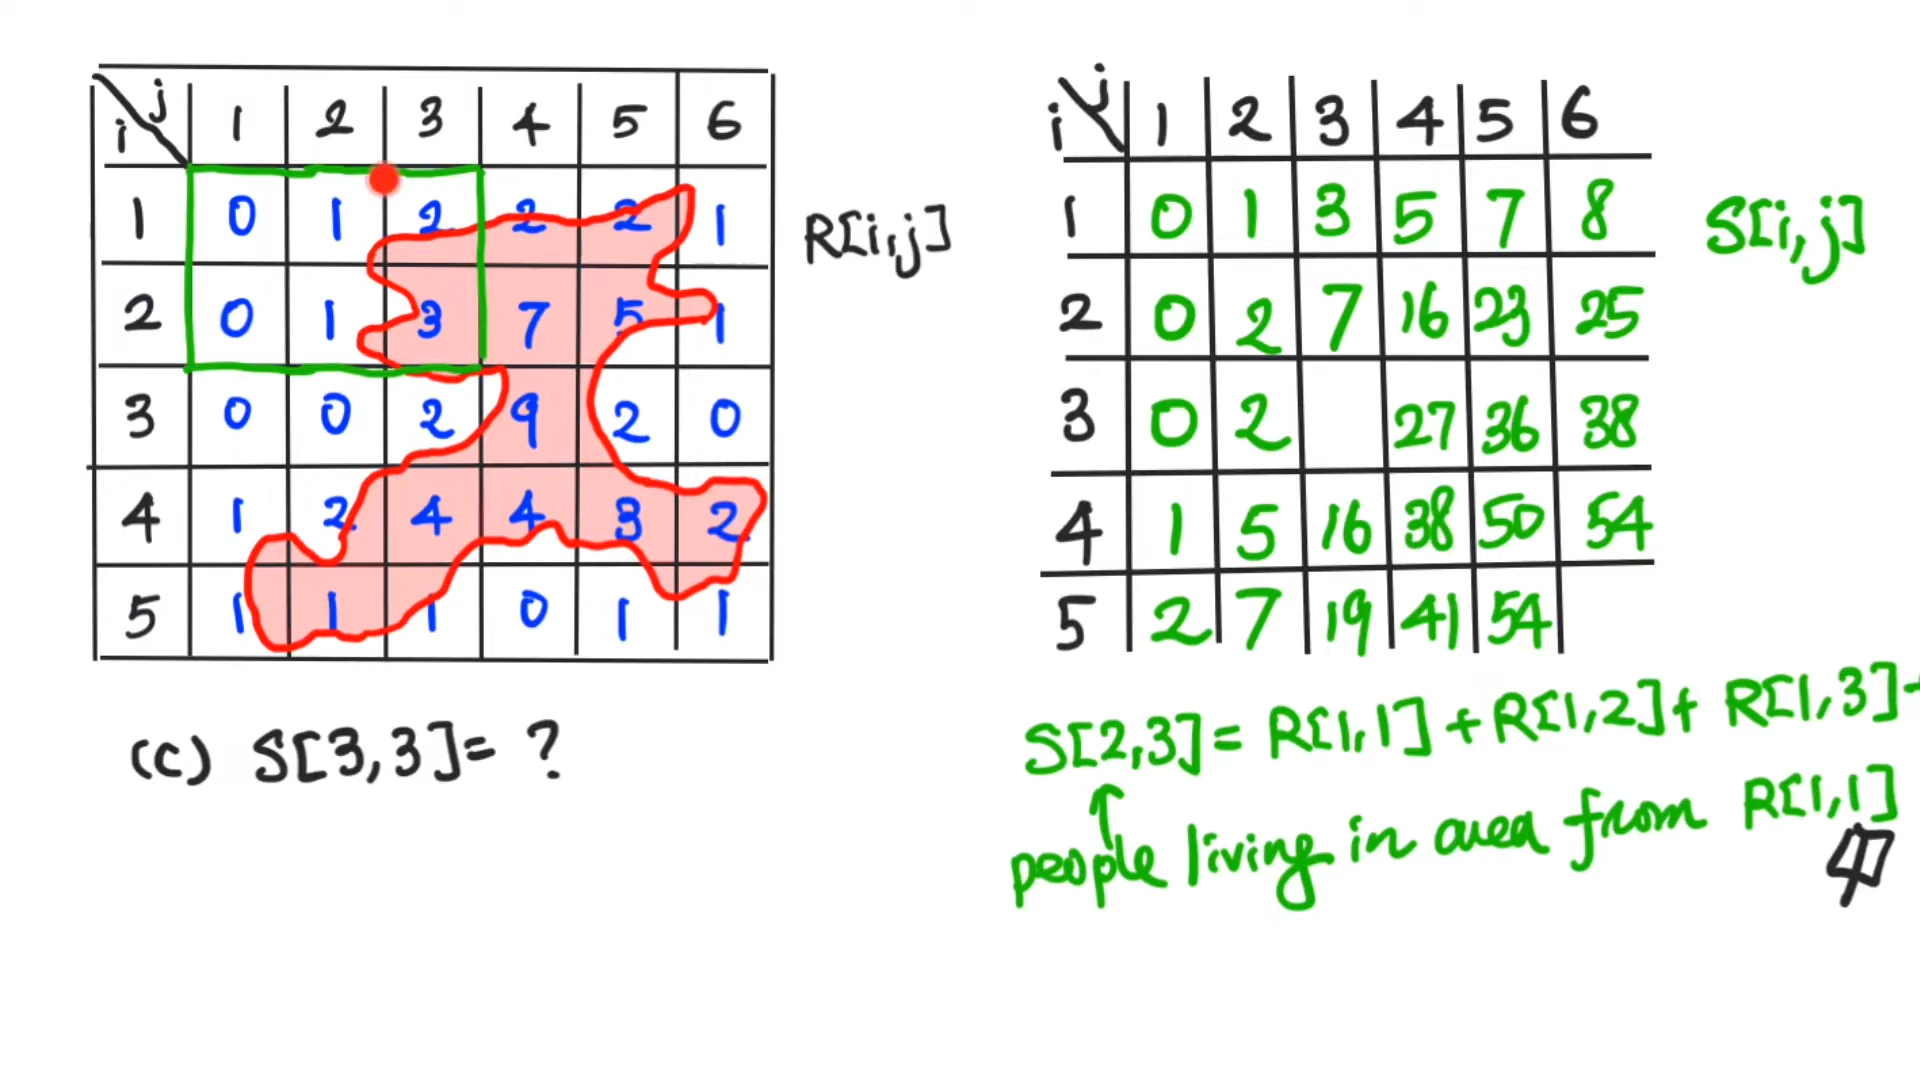 i j 1 2 3 4 5 6
1 0 1 2 2 2 1
2 0 1 3 7 5 1
3 0 0 2 9 2 0
4 1 2 4 4 3 2
5 1 1 1 0 1 1
R[i,j]
(c) S[3,3]= ?
i j 1 2 3 4 5 6
1 0 1 3 5 7 8
2 0 2 7 16 23 25
3 0 2 27 36 38
4 1 5 16 38 50 54
5 2 7 19 41 54
S[i,j]
S[2,3] = R[1,1] + R[1,2] + R[1,3] +
people living in area from R[1,1]